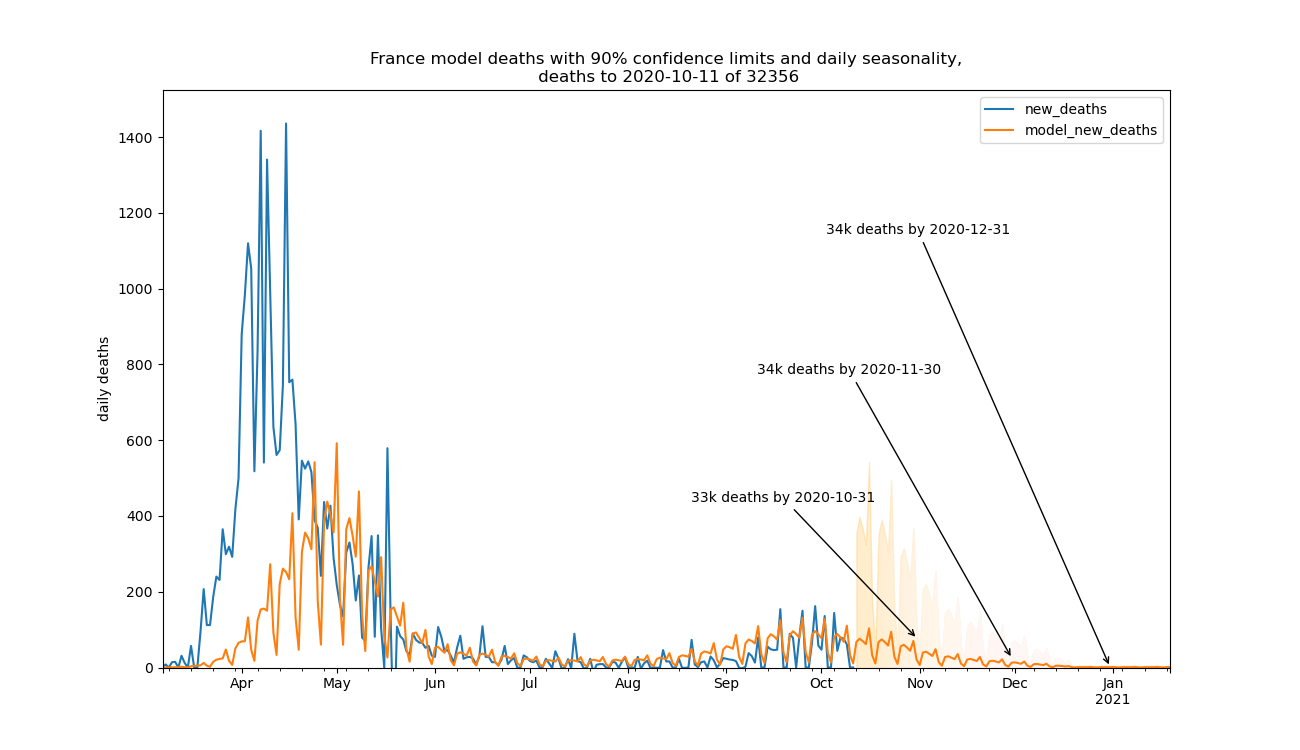 France model deaths with 90% confidence limits and daily seasonality,
deaths to 2020-10-11 of 32356
new_deaths
model_new_deaths
daily deaths
1400
1200
1000
800
600
400
200
0
34k deaths by 2020-12-31
34k deaths by 2020-11-30
33k deaths by 2020-10-31
Apr May Jun Jul Aug Sep Oct Nov Dec Jan
2021